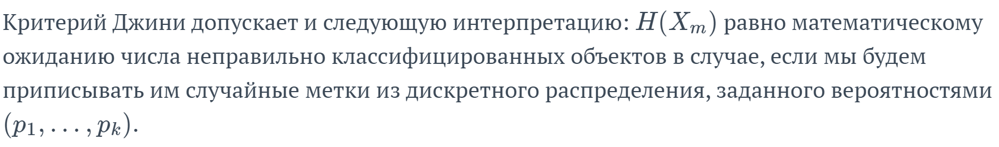 Критерий Джини допускает и следующую интерпретацию: H(X_m) равно математическому
ожиданию числа неправильно классифицированных объектов в случае, если мы будем
приписывать им случайные метки из дискретного распределения, заданного вероятностями
(p_1, . . . , p_k).